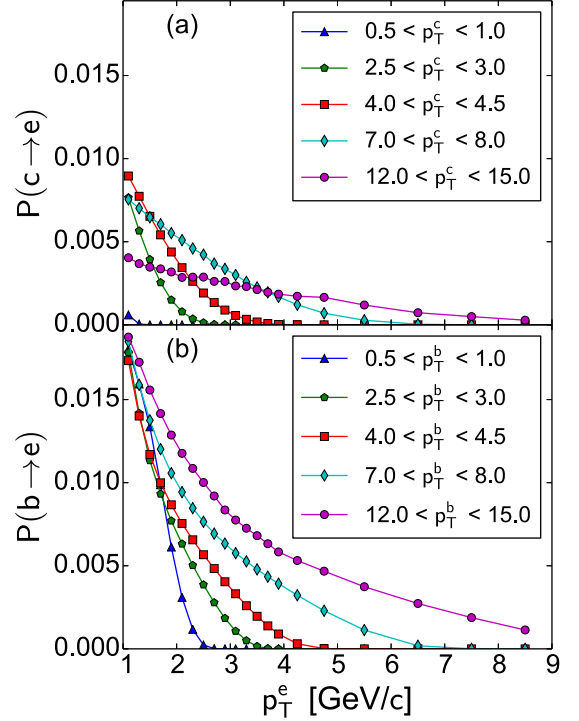 (a)
0.5 < p_T^c < 1.0
2.5 < p_T^c < 3.0
4.0 < p_T^c < 4.5
7.0 < p_T^c < 8.0
12.0 < p_T^c < 15.0
P(c→e)
0.015
0.010
0.005
0.000
(b)
0.5 < p_T^b < 1.0
2.5 < p_T^b < 3.0
4.0 < p_T^b < 4.5
7.0 < p_T^b < 8.0
12.0 < p_T^b < 15.0
P(b→e)
0.015
0.010
0.005
0.000
1 2 3 4 5 6 7 8 9
p_T^e [GeV/c]